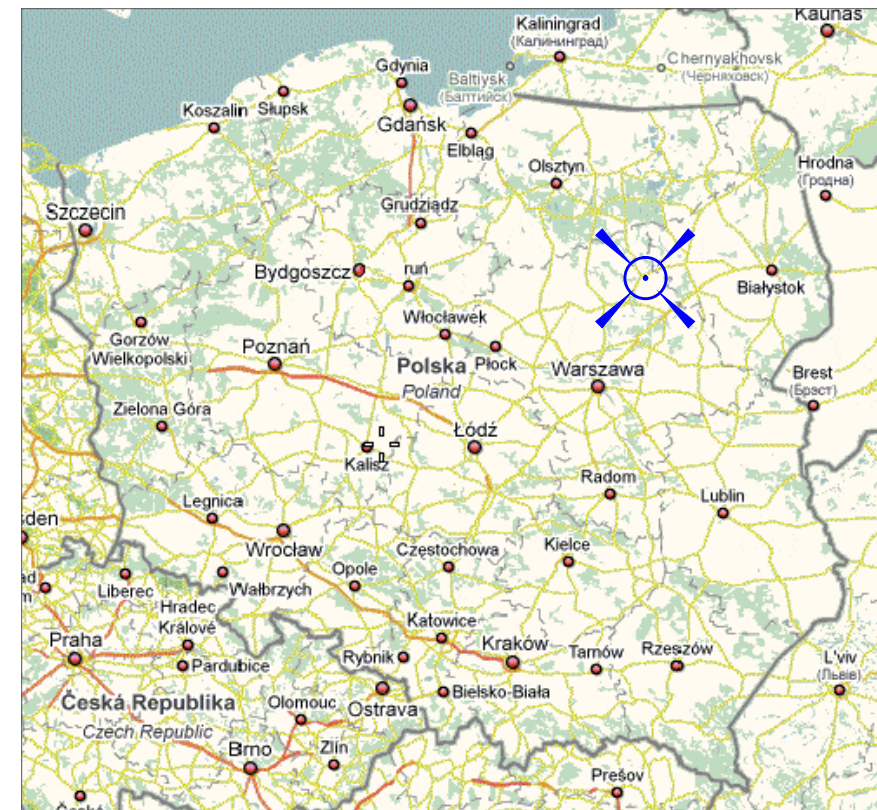 Kaliningrad
(Калининград)
Kaunas
Gdynia
Baltiysk
(Балтийск)
Chernyakhovsk
(Черняховск)
Koszalin
Słupsk
Gdańsk
Elbląg
Olsztyn
Hrodna
(Гродна)
Szczecin
Grudziądz
Bydgoszcz
ruń
Białystok
Włocławek
Gorzów
Wielkopolski
Poznań
Polska
Poland
Płock
Warszawa
Brest
(Брэст)
Zielona Góra
Łódź
Kalisz
Radom
Lublin
Legnica
sden
Wrocław
Częstochowa
Kielce
Opole
ad
m
Liberec
Wałbrzych
Hradec
Králové
Katowice
Kraków
Praha
Pardubice
Rybnik
Tarnów
Rzeszów
L'viv
(Львів)
Česká Republika
Czech Republic
Olomouc
Ostrava
Bielsko-Biała
Brno
Zlín
Prešov